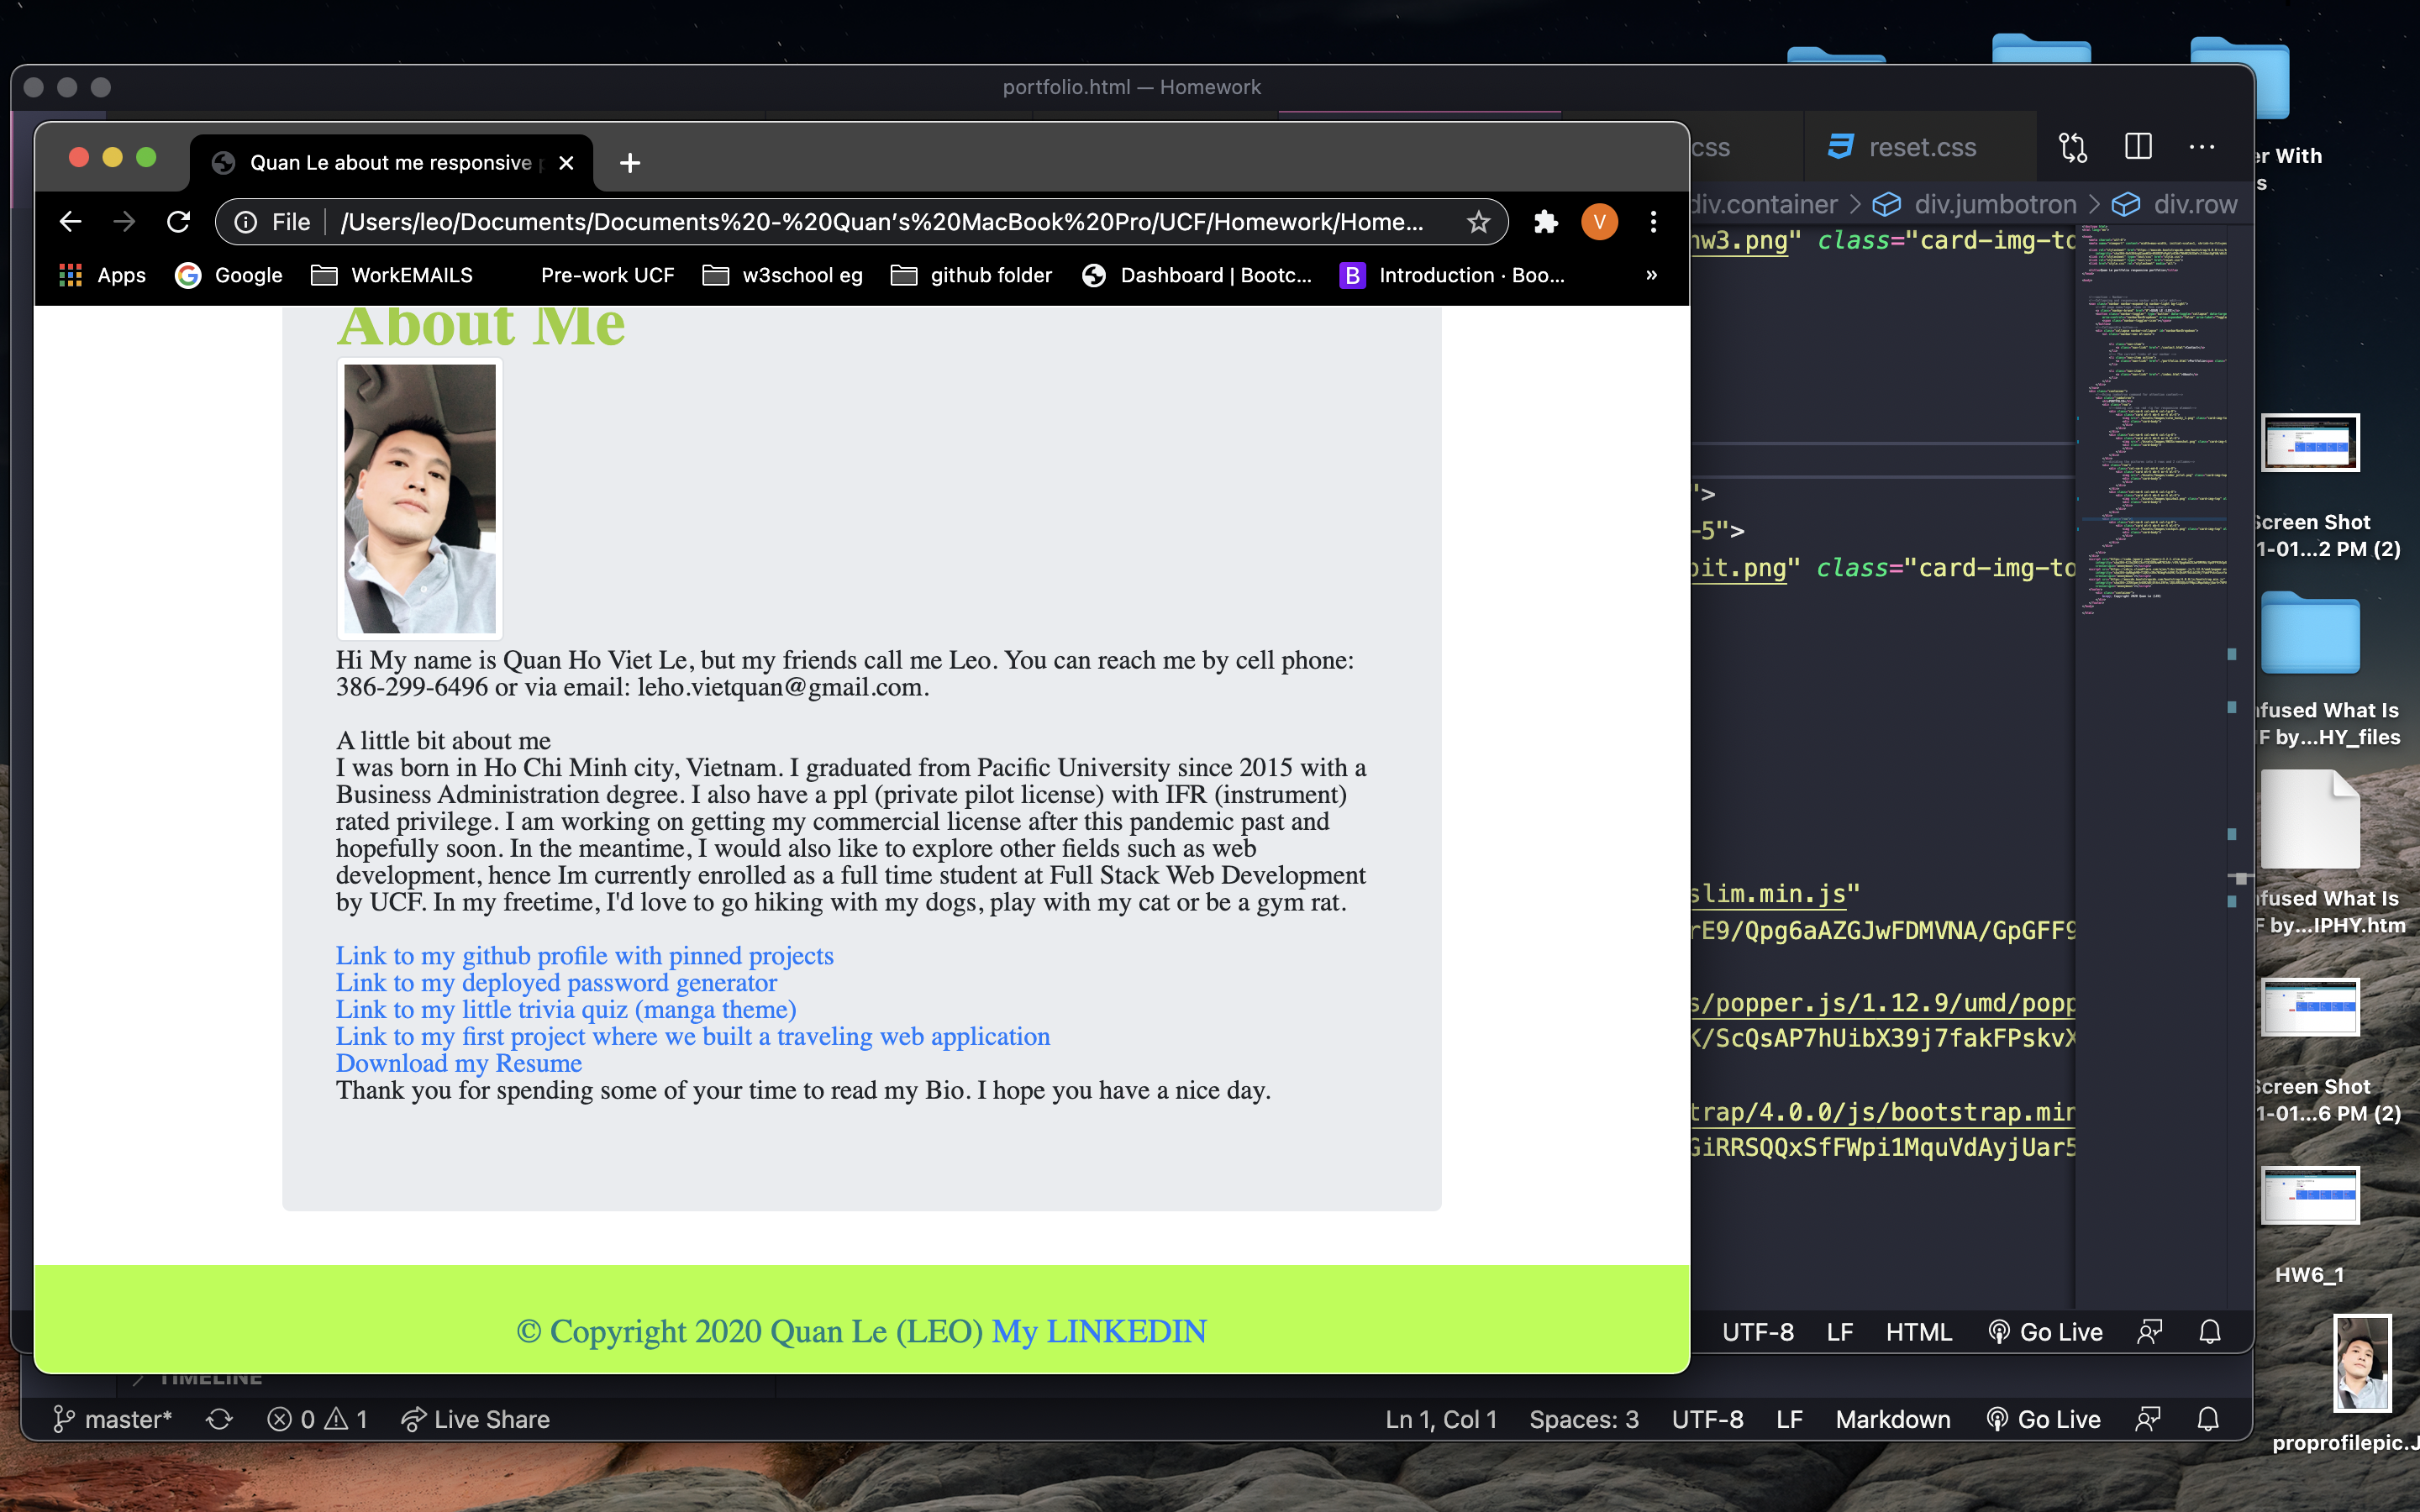 portfolio.html — Homework
Quan Le about me responsive
css
reset.css
File
/Users/leo/Documents/Documents%20-%20Quan’s%20MacBook%20Pro/UCF/Homework/Home...
V
div.container > div.jumbotron > div.row
Apps
Google
WorkEMAILS
Pre-work UCF
w3school eg
github folder
Dashboard | Bootc...
B
Introduction · Boo...
»
hw3.png" class="card-img-to
About Me
">
-5">
bit.png" class="card-img-to
Hi My name is Quan Ho Viet Le, but my friends call me Leo. You can reach me by cell phone:
386-299-6496 or via email: leho.vietquan@gmail.com.
A little bit about me
I was born in Ho Chi Minh city, Vietnam. I graduated from Pacific University since 2015 with a
Business Administration degree. I also have a ppl (private pilot license) with IFR (instrument)
rated privilege. I am working on getting my commercial license after this pandemic past and
hopefully soon. In the meantime, I would also like to explore other fields such as web
development, hence Im currently enrolled as a full time student at Full Stack Web Development
by UCF. In my freetime, I'd love to go hiking with my dogs, play with my cat or be a gym rat.
Link to my github profile with pinned projects
Link to my deployed password generator
Link to my little trivia quiz (manga theme)
Link to my first project where we built a traveling web application
Download my Resume
Thank you for spending some of your time to read my Bio. I hope you have a nice day.
© Copyright 2020 Quan Le (LEO) My LINKEDIN
slim.min.js"
rE9/Qpg6aAZGJwFDMVNA/GpGFF9
s/popper.js/1.12.9/umd/popp
K/ScQsAP7hUibX39j7fakFPskvX
trap/4.0.0/js/bootstrap.min
GiRRSQQxSfFWpi1MquVdAyjUar5
UTF-8
LF
HTML
Go Live
TIMELINE
master*
0
1
Live Share
Ln 1, Col 1
Spaces: 3
UTF-8
LF
Markdown
Go Live
er With
s
Screen Shot
1-01...2 PM (2)
nfused What Is
F by...HY_files
nfused What Is
F by...IPHY.htm
Screen Shot
1-01...6 PM (2)
HW6_1
proprofilepic.J